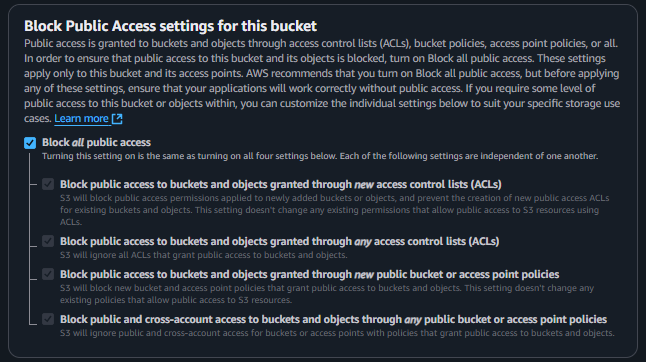 Block Public Access settings for this bucket
Public access is granted to buckets and objects through access control lists (ACLs), bucket policies, access point policies, or all.
In order to ensure that public access to this bucket and its objects is blocked, turn on Block all public access. These settings
apply only to this bucket and its access points. AWS recommends that you turn on Block all public access, but before applying
any of these settings, ensure that your applications will work correctly without public access. If you require some level of
public access to this bucket or objects within, you can customize the individual settings below to suit your specific storage use
cases. Learn more
Block all public access
Turning this setting on is the same as turning on all four settings below. Each of the following settings are independent of one another.
Block public access to buckets and objects granted through new access control lists (ACLs)
S3 will block public access permissions applied to newly added buckets or objects, and prevent the creation of new public access ACLs
for existing buckets and objects. This setting doesn't change any existing permissions that allow public access to S3 resources using
ACLs.
Block public access to buckets and objects granted through any access control lists (ACLs)
S3 will ignore all ACLs that grant public access to buckets and objects.
Block public access to buckets and objects granted through new public bucket or access point policies
S3 will block new bucket and access point policies that grant public access to buckets and objects. This setting doesn't change any
existing policies that allow public access to S3 resources.
Block public and cross-account access to buckets and objects through any public bucket or access point policies
S3 will ignore public and cross-account access for buckets or access points with policies that grant public access to buckets and objects.